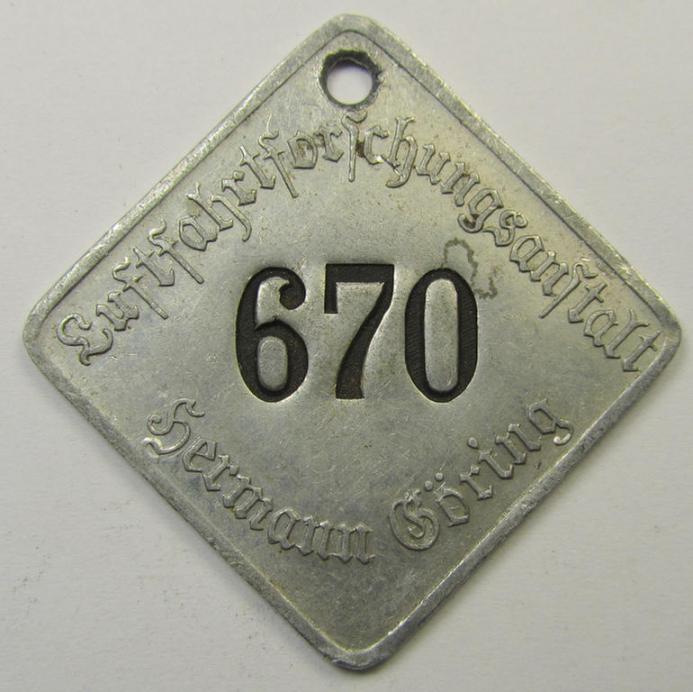 Luftfahrtforschungsanstalt
670
Hermann Göring